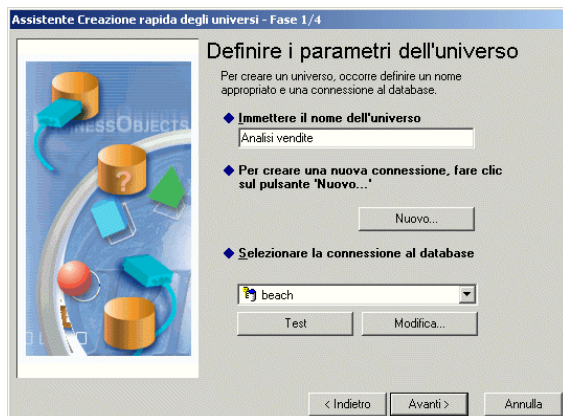 Assistente Creazione rapida degli universi - Fase 1/4
Definire i parametri dell'universo
Per creare un universo, occorre definire un nome
appropriato e una connessione al database.
Immettere il nome dell'universo
Analisi vendite
Per creare una nuova connessione, fare clic
sul pulsante 'Nuovo...'
Nuovo...
Selezionare la connessione al database
beach
Test
Modifica...
< Indietro
Avanti >
Annulla
NESSOBJECTS
?